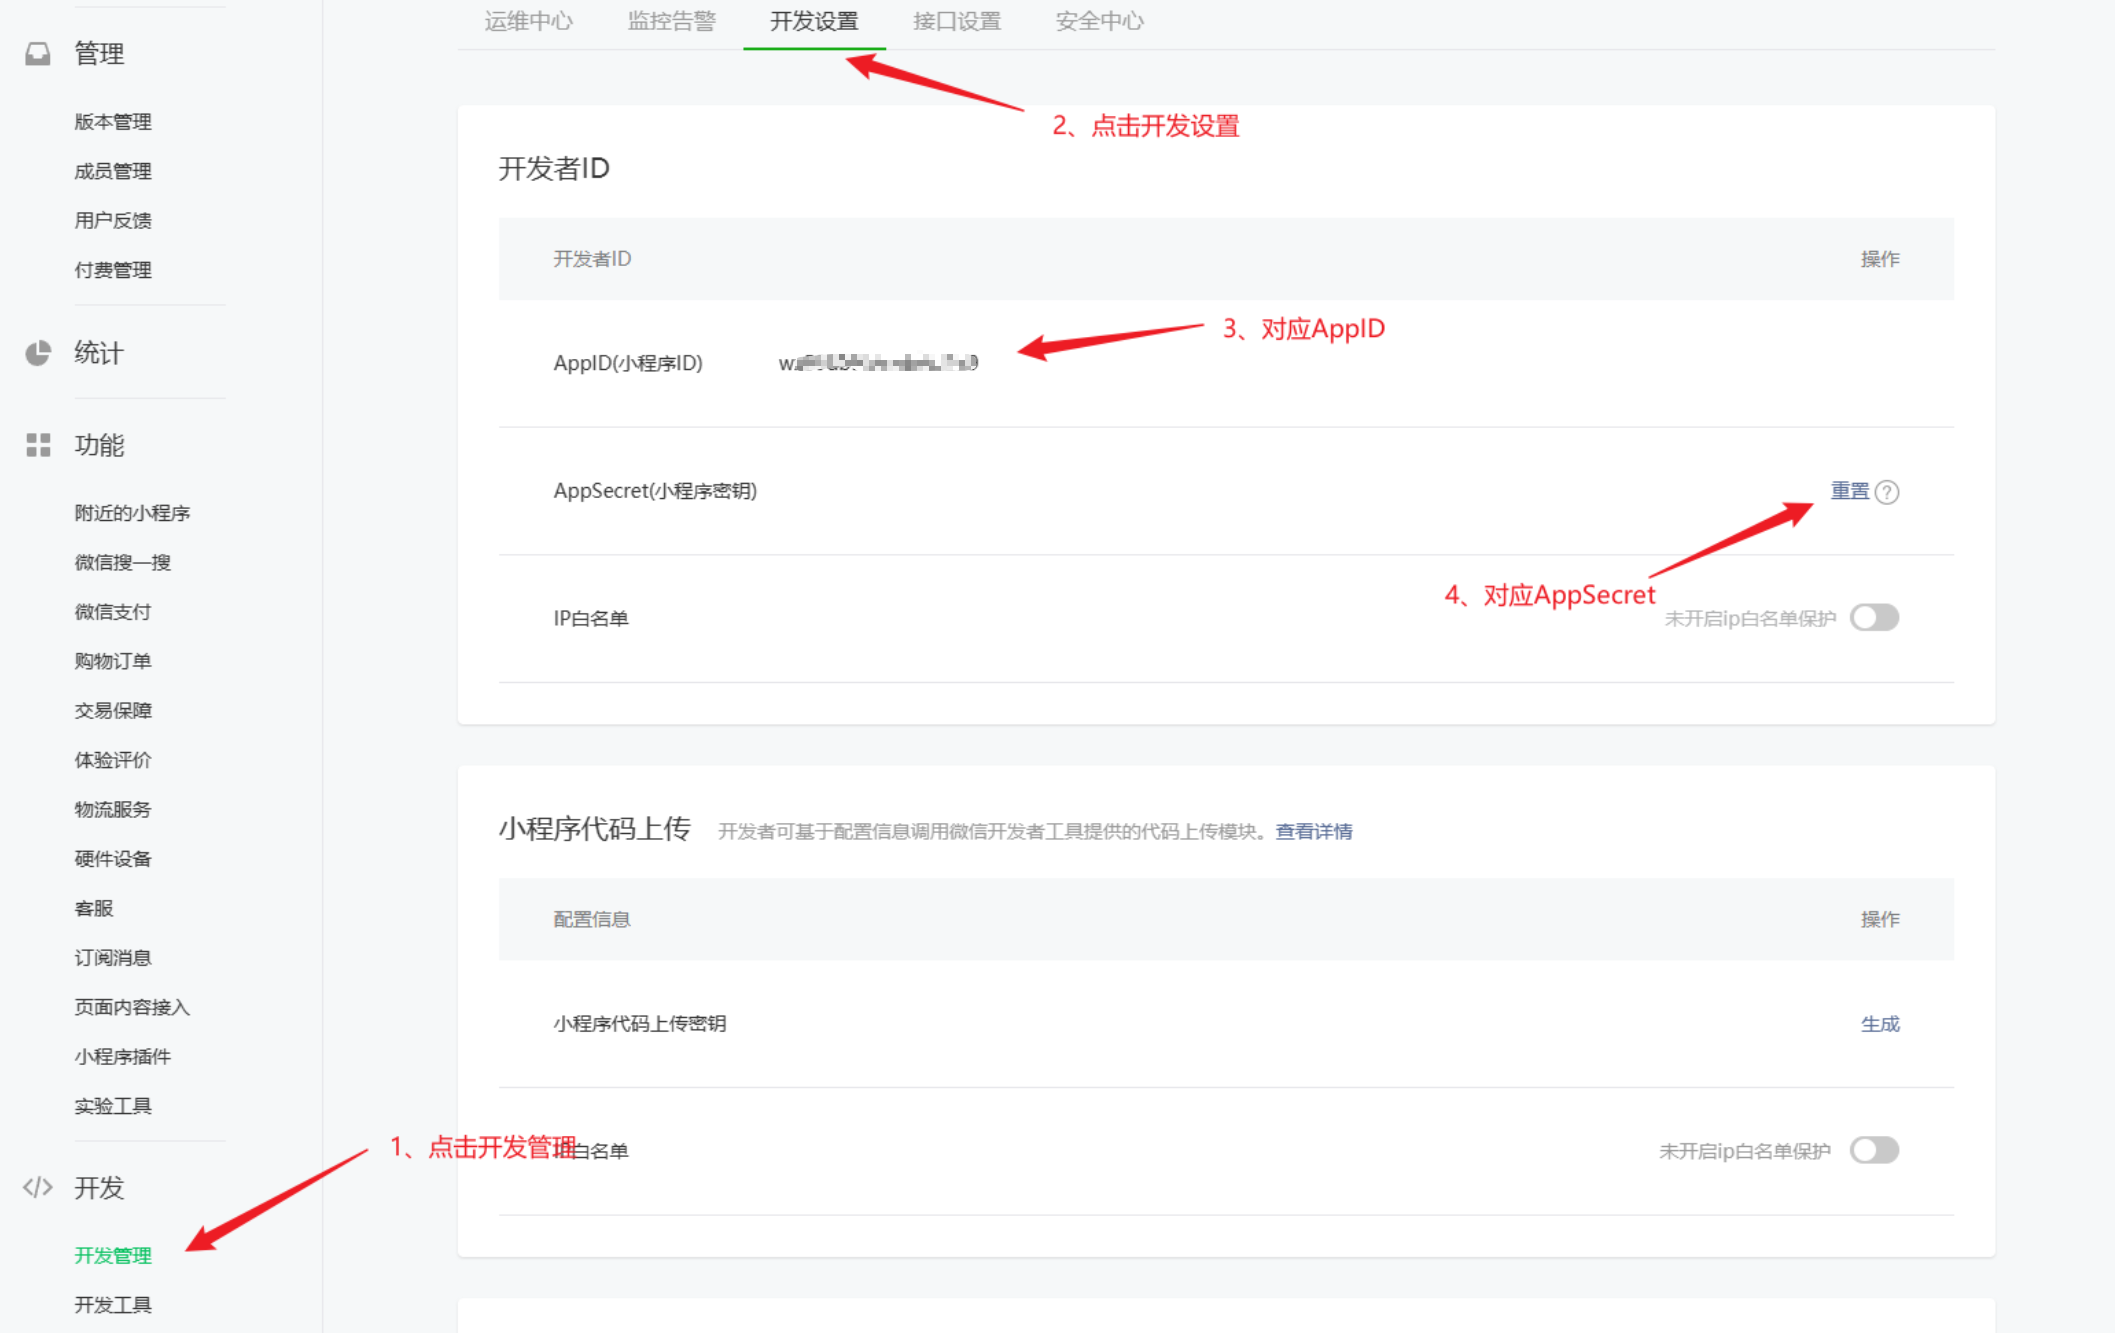 管理
版本管理
成员管理
用户反馈
付费管理
统计
功能
附近的小程序
微信搜一搜
微信支付
购物订单
交易保障
体验评价
物流服务
硬件设备
客服
订阅消息
页面内容接入
小程序插件
实验工具
开发
开发管理
开发工具
运维中心 监控告警 开发设置 接口设置 安全中心
2、点击开发设置
开发者ID
开发者ID 操作
3、对应AppID
AppID(小程序ID)
AppSecret(小程序密钥) 重置 ?
4、对应AppSecret
IP白名单 未开启ip白名单保护
小程序代码上传 开发者可基于配置信息调用微信开发者工具提供的代码上传模块。查看详情
配置信息 操作
小程序代码上传密钥 生成
1、点击开发管理
白名单 未开启ip白名单保护